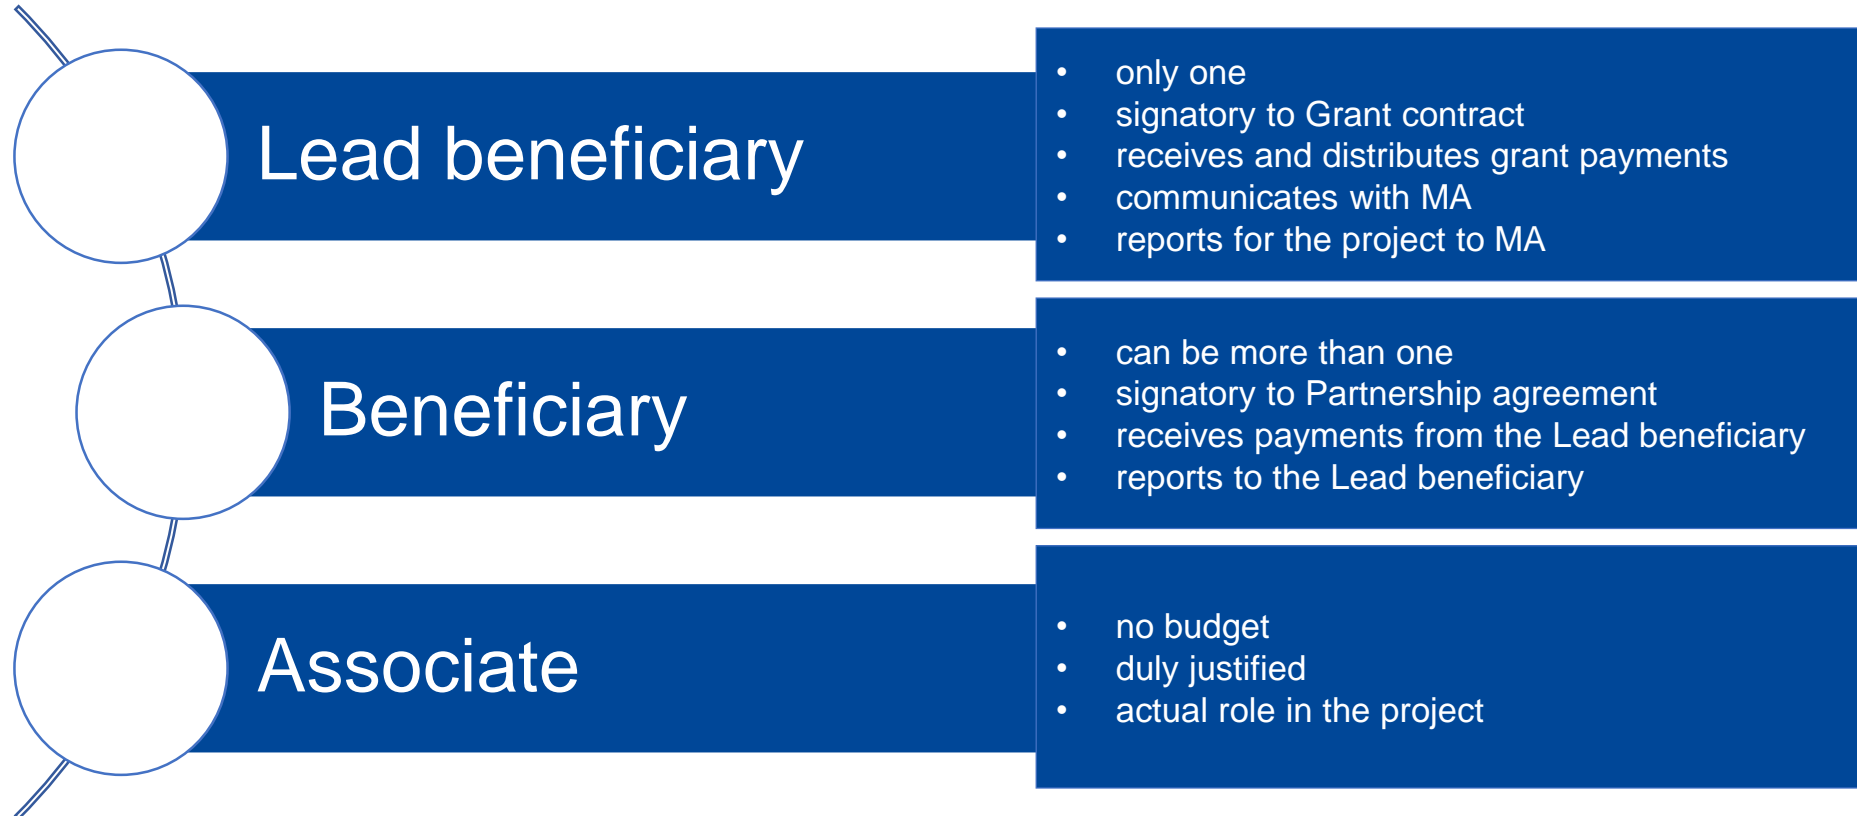 Lead beneficiary
• only one
• signatory to Grant contract
• receives and distributes grant payments
• communicates with MA
• reports for the project to MA
Beneficiary
• can be more than one
• signatory to Partnership agreement
• receives payments from the Lead beneficiary
• reports to the Lead beneficiary
Associate
• no budget
• duly justified
• actual role in the project